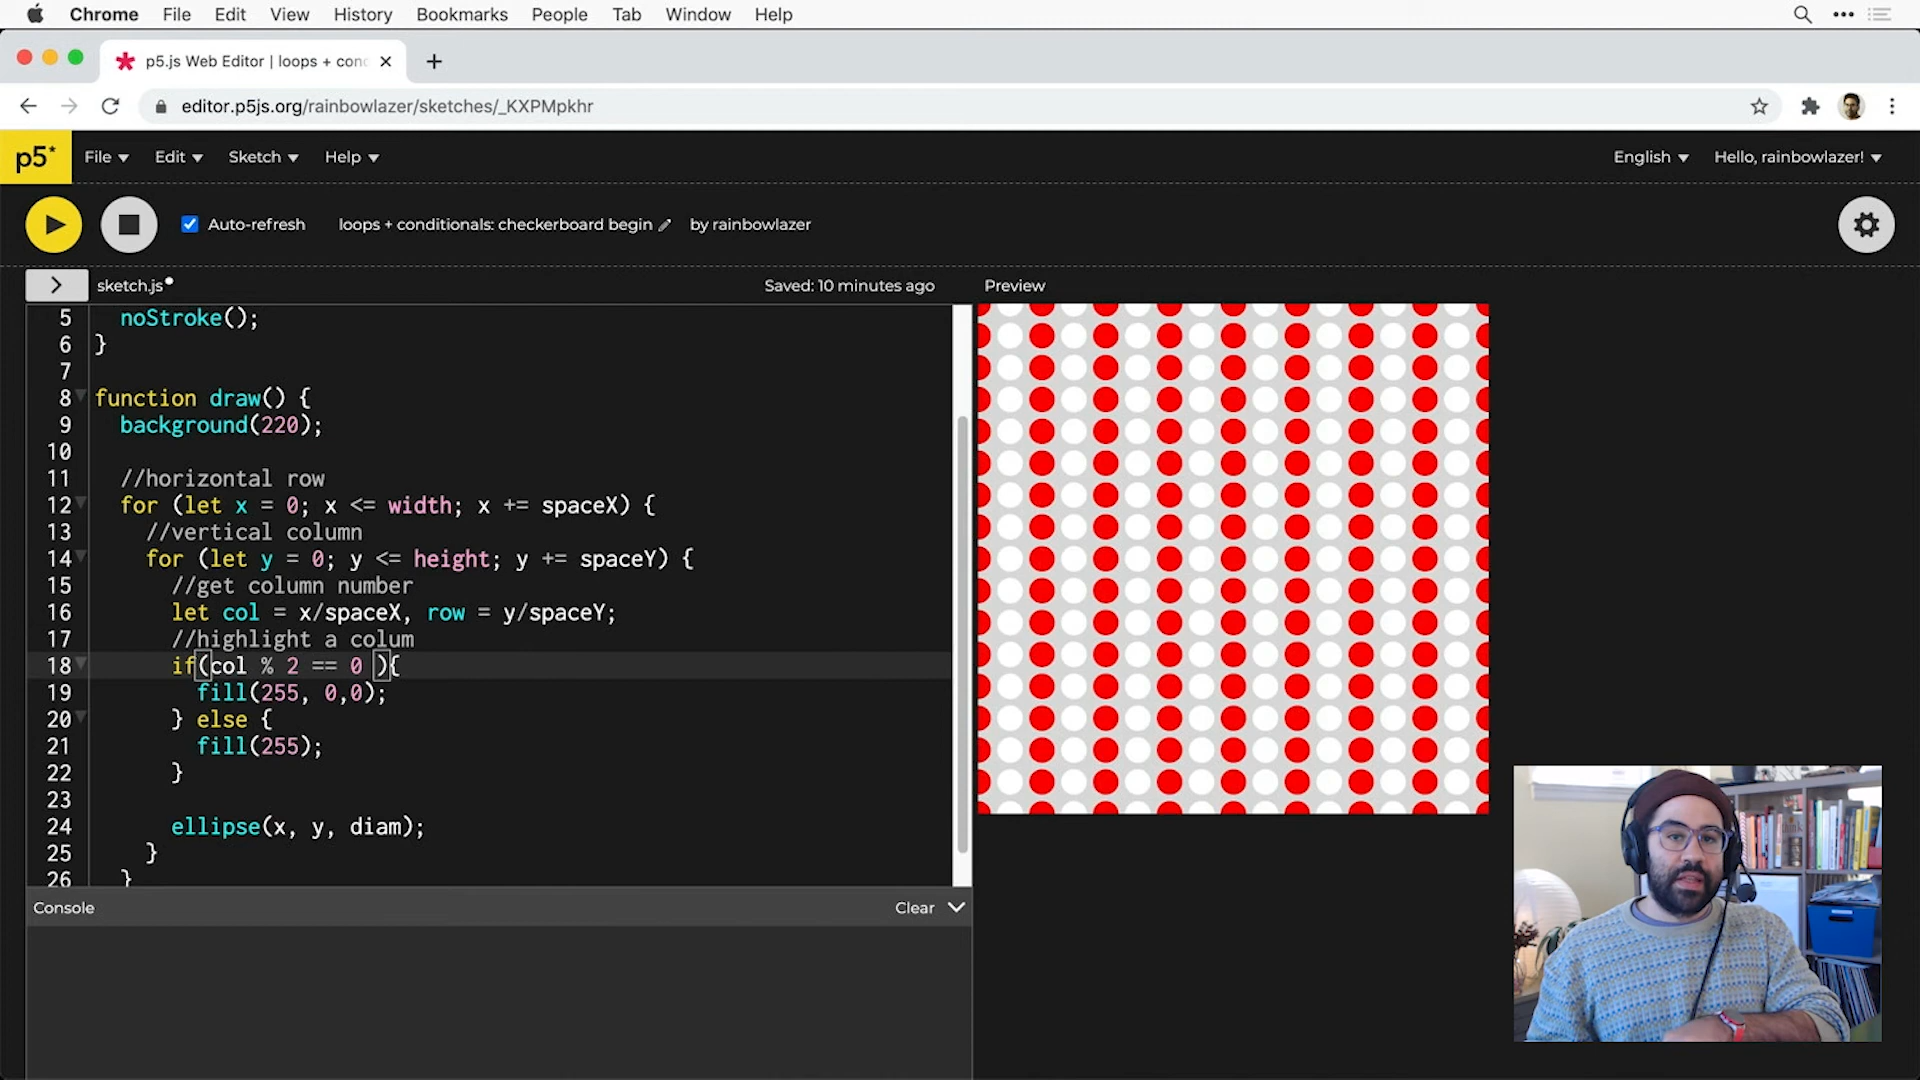 Chrome File Edit View History Bookmarks People Tab Window Help
p5.js Web Editor | loops + conc
editor.p5js.org/rainbowlazer/sketches/_KXPMpkhr
p5* File Edit Sketch Help English Hello, rainbowlazer!
Auto-refresh loops + conditionals: checkerboard begin by rainbowlazer
> sketch.js Saved: 10 minutes ago Preview
5 noStroke();
6 }
7
8 function draw() {
9 background(220);
10
11 //horizontal row
12 for (let x = 0; x <= width; x += spaceX) {
13 //vertical column
14 for (let y = 0; y <= height; y += spaceY) {
15 //get column number
16 let col = x/spaceX, row = y/spaceY;
17 //highlight a colum
18 if(col % 2 == 0 ){
19 fill(255, 0,0);
20 } else {
21 fill(255);
22 }
23
24 ellipse(x, y, diam);
25 }
26 }
Console Clear